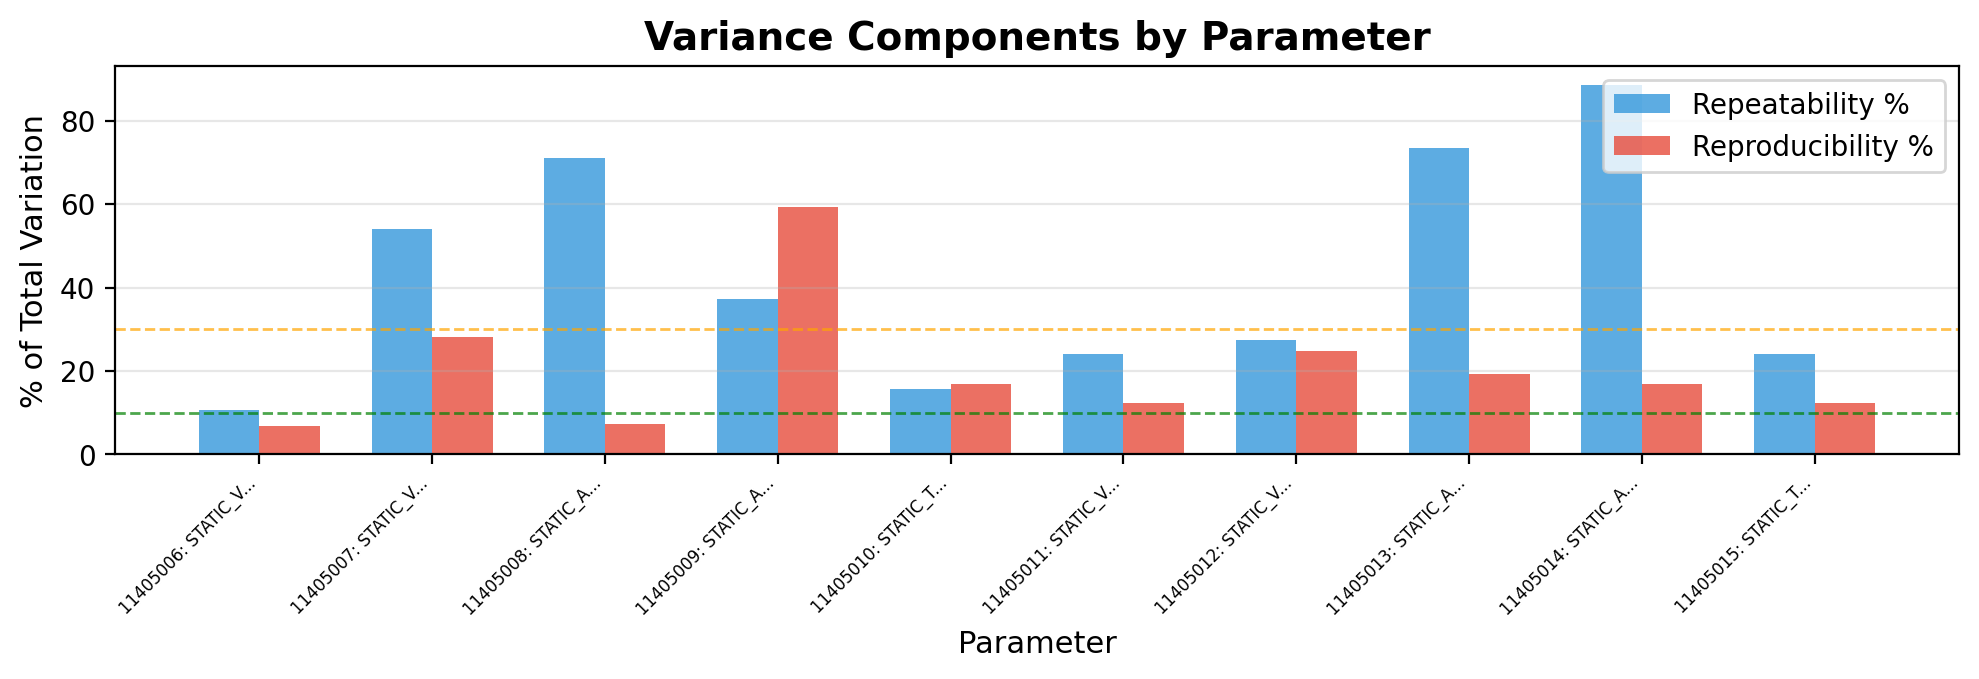 Variance Components by Parameter
Repeatability %
Reproducibility %
% of Total Variation
80
60
40
20
0
11405006: STATIC_V...
11405007: STATIC_V...
11405008: STATIC_A...
11405009: STATIC_A...
11405010: STATIC_T...
11405011: STATIC_V...
11405012: STATIC_V...
11405013: STATIC_A...
11405014: STATIC_A...
11405015: STATIC_T...
Parameter